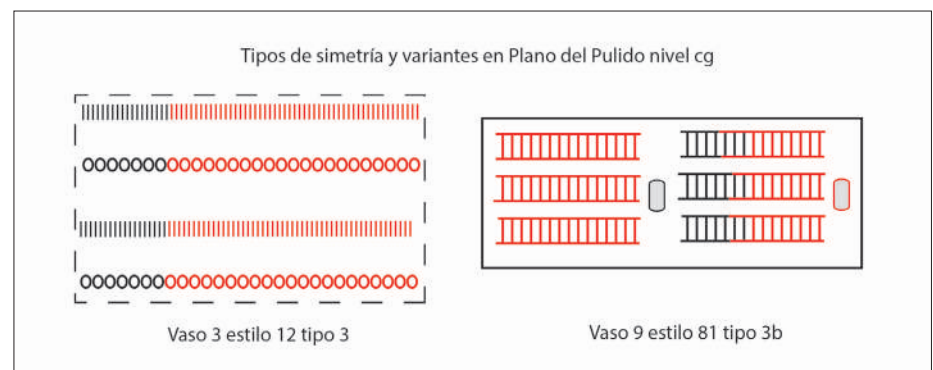 Tipos de simetría y variantes en Plano del Pulido nivel cg
Vaso 3 estilo 12 tipo 3
Vaso 9 estilo 81 tipo 3b